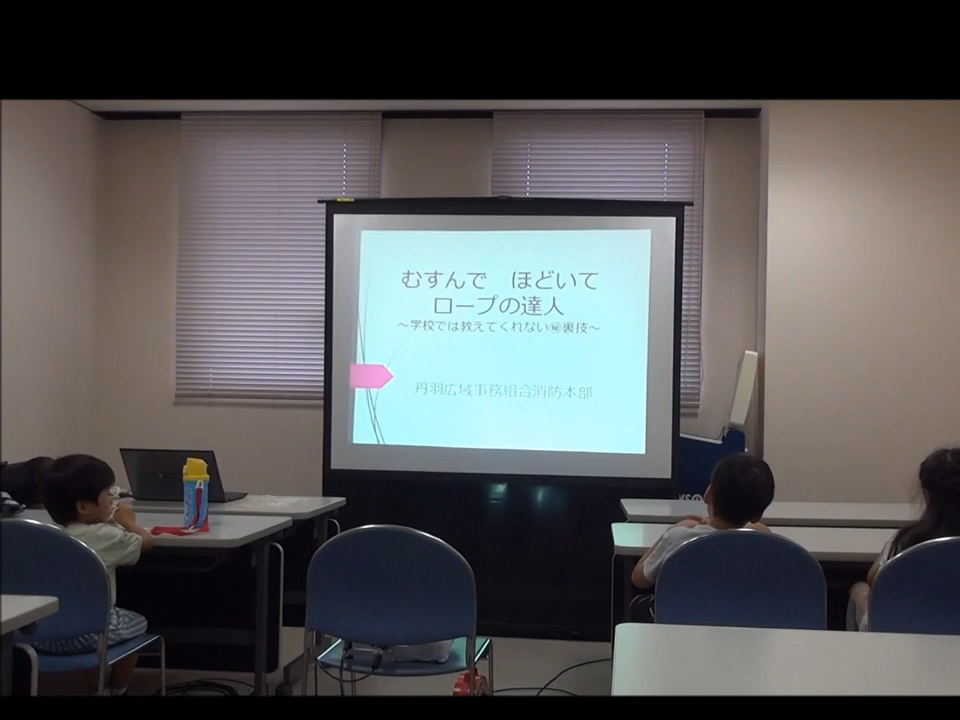 むすんで　ほどいて
ロープの達人
～学校では教えてくれない㊙裏技～
丹羽広域事務組合消防本部